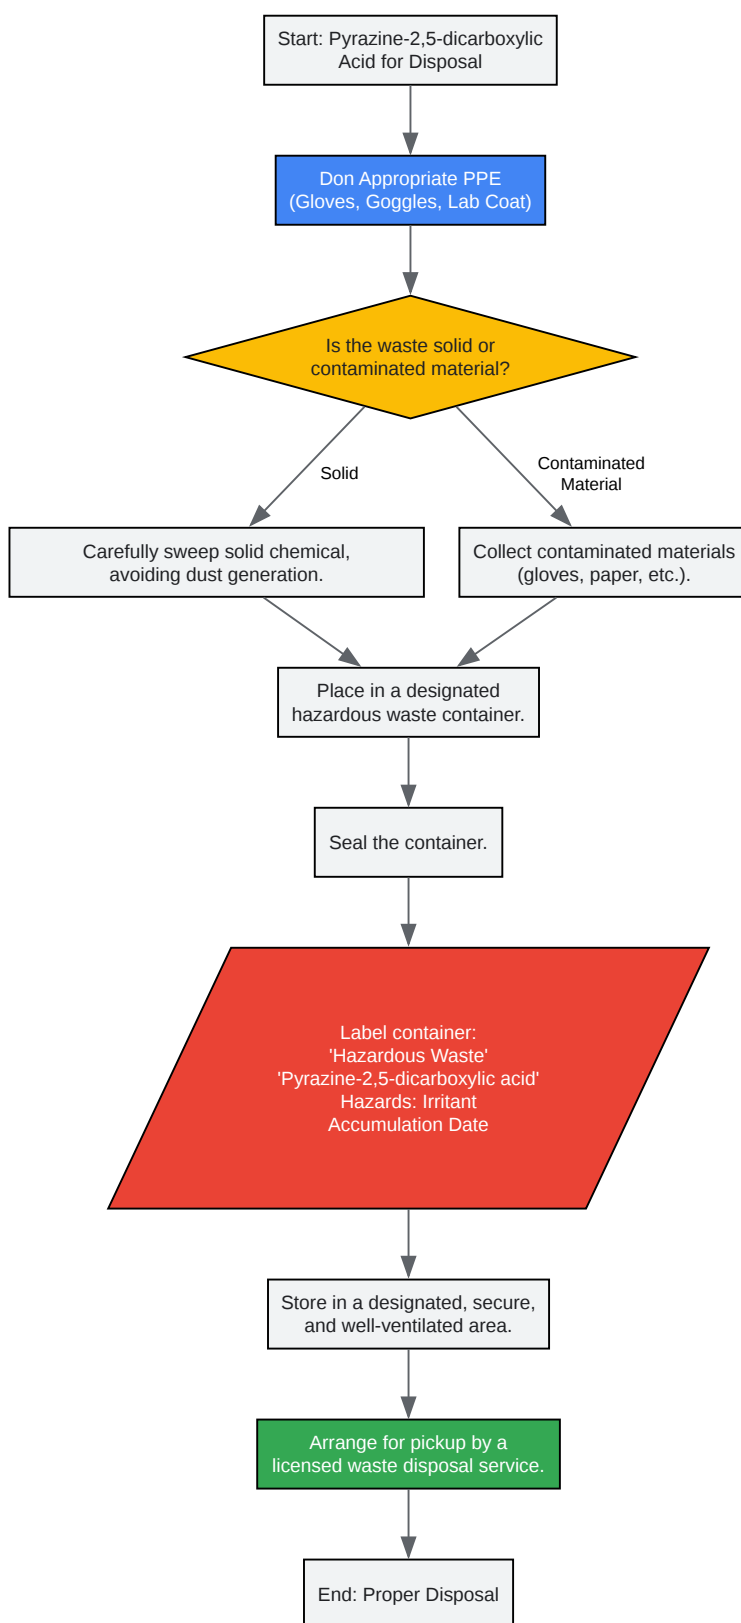 Start: Pyrazine-2,5-dicarboxylic
Acid for Disposal
Don Appropriate PPE
(Gloves, Goggles, Lab Coat)
Is the waste solid or
contaminated material?
Solid
Contaminated
Material
Carefully sweep solid chemical,
avoiding dust generation.
Collect contaminated materials
(gloves, paper, etc.).
Place in a designated
hazardous waste container.
Seal the container.
Label container:
'Hazardous Waste'
'Pyrazine-2,5-dicarboxylic acid'
Hazards: Irritant
Accumulation Date
Store in a designated, secure,
and well-ventilated area.
Arrange for pickup by a
licensed waste disposal service.
End: Proper Disposal